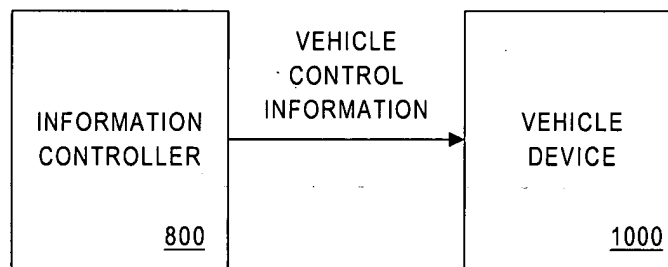 INFORMATION
CONTROLLER
800
VEHICLE
CONTROL
INFORMATION
VEHICLE
DEVICE
1000